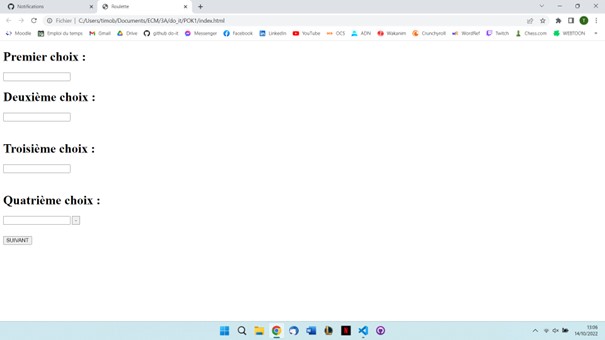 Notifications
Roulette
Fichier | C:/Users/timob/Documents/ECM/3A/do_it/POK1/index.html
Moodle Emploi du temps Gmail Drive github do-it Messenger Facebook LinkedIn YouTube OCS ADN Wakanim Crunchyroll WordRef Twitch Chess.com WEBTOON
Premier choix :
Deuxième choix :
Troisième choix :
Quatrième choix :
-
SUIVANT
13:06
14/10/2022